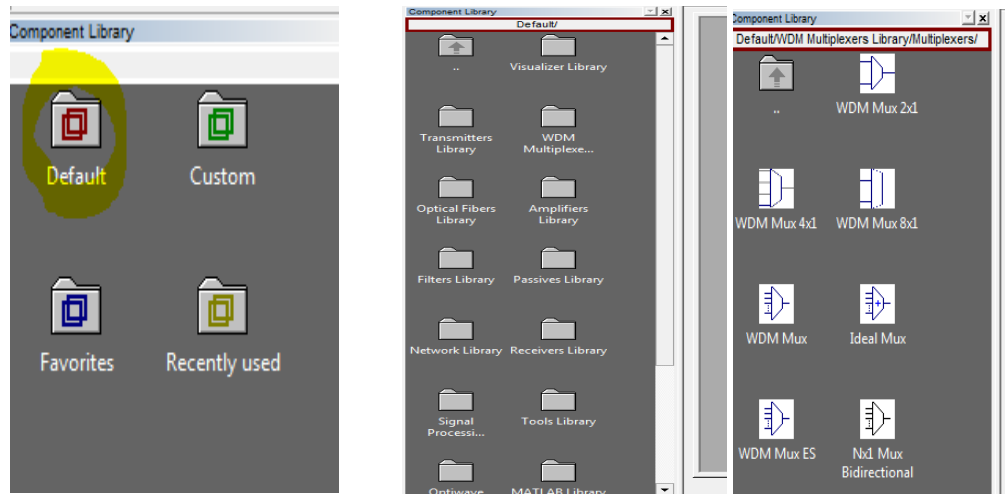 Component Library
Default
Custom
Favorites
Recently used
Component Library
Default/
..
Visualizer Library
Transmitters
Library
WDM
Multiplexe...
Optical Fibers
Library
Amplifiers
Library
Filters Library
Passives Library
Network Library
Receivers Library
Signal
Processi...
Tools Library
Optiwave
MATLAB Library
Component Library
Default/WDM Multiplexers Library/Multiplexers/
..
WDM Mux 2x1
WDM Mux 4x1
WDM Mux 8x1
WDM Mux
Ideal Mux
WDM Mux ES
Nx1 Mux
Bidirectional